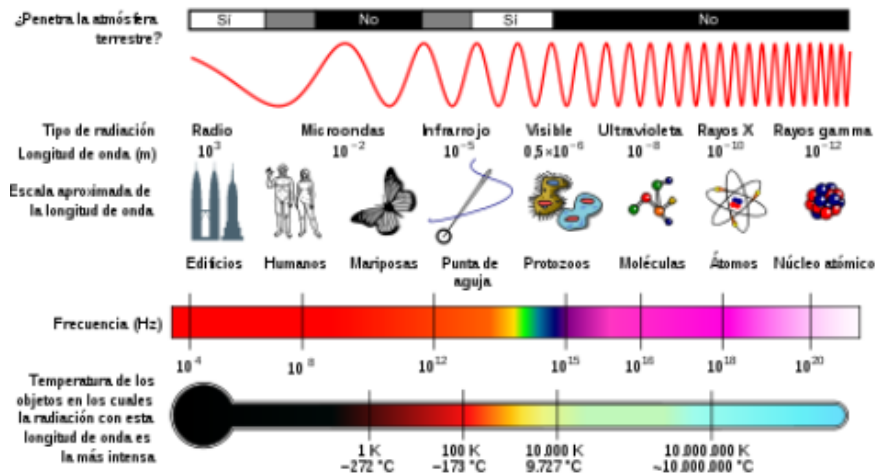 ¿Penetra la atmósfera
terrestre?
Sí No Sí No
Tipo de radiación Radio Microondas Infrarrojo Visible Ultravioleta Rayos X Rayos gamma
Longitud de onda (m) 10³ 10⁻² 10⁻⁵ 0,5×10⁻⁶ 10⁻⁸ 10⁻¹⁰ 10⁻¹²
Escala aproximada de
la longitud de onda
Edificios Humanos Mariposas Punta de
aguja Protozoos Moléculas Átomos Núcleo atómico
Frecuencia (Hz)
10⁴ 10⁸ 10¹² 10¹⁵ 10¹⁶ 10¹⁸ 10²⁰
Temperatura de los
objetos en los cuales
la radiación con esta
longitud de onda es
la más intensa
1 K 100 K 10.000 K 10.000.000 K
−272 °C −173 °C 9.727 °C ~10.000.000 °C